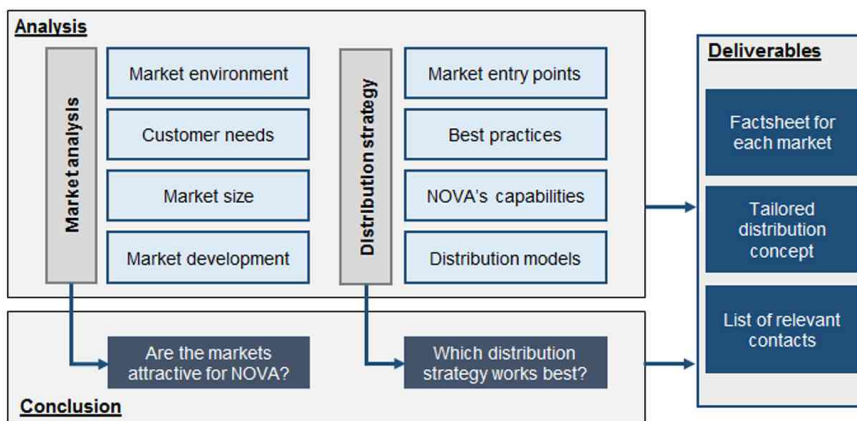 Analysis
Market analysis
Market environment
Customer needs
Market size
Market development
Distribution strategy
Market entry points
Best practices
NOVA's capabilities
Distribution models
Are the markets
attractive for NOVA?
Which distribution
strategy works best?
Conclusion
Deliverables
Factsheet for
each market
Tailored
distribution
concept
List of relevant
contacts